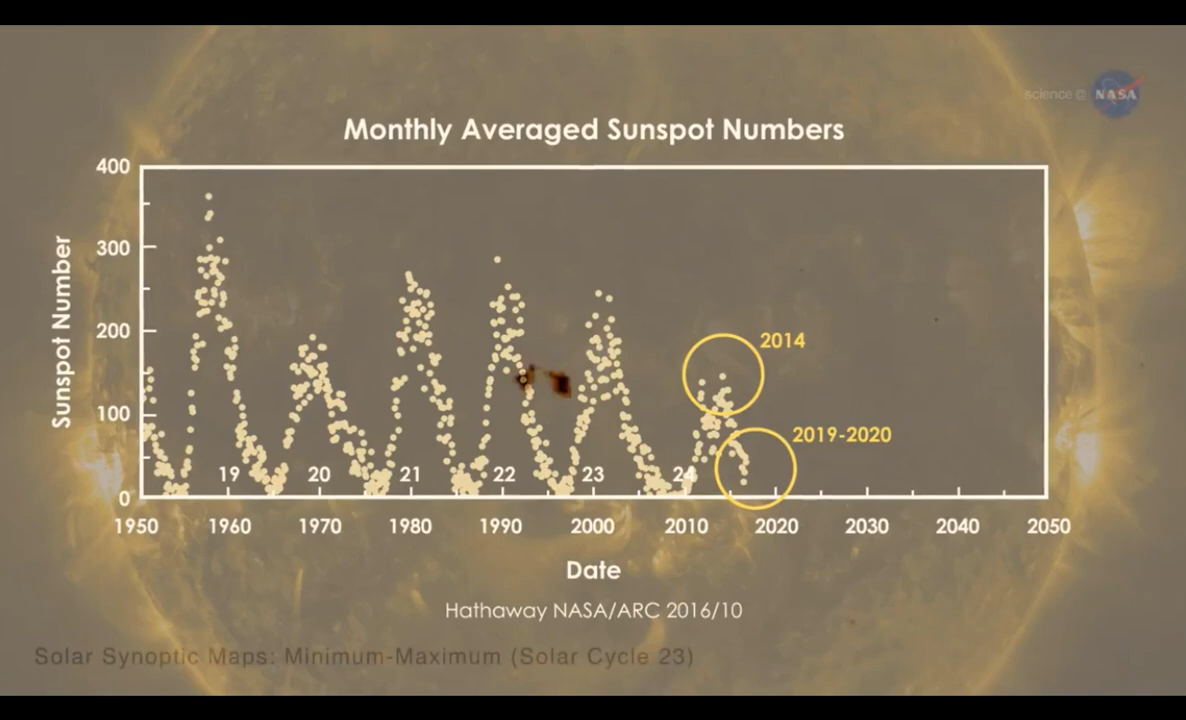 science @ NASA
Monthly Averaged Sunspot Numbers
400
300
200
100
0
Sunspot Number
2014
2019-2020
19 20 21 22 23 24
1950 1960 1970 1980 1990 2000 2010 2020 2030 2040 2050
Date
Hathaway NASA/ARC 2016/10
Solar Synoptic Maps: Minimum-Maximum (Solar Cycle 23)